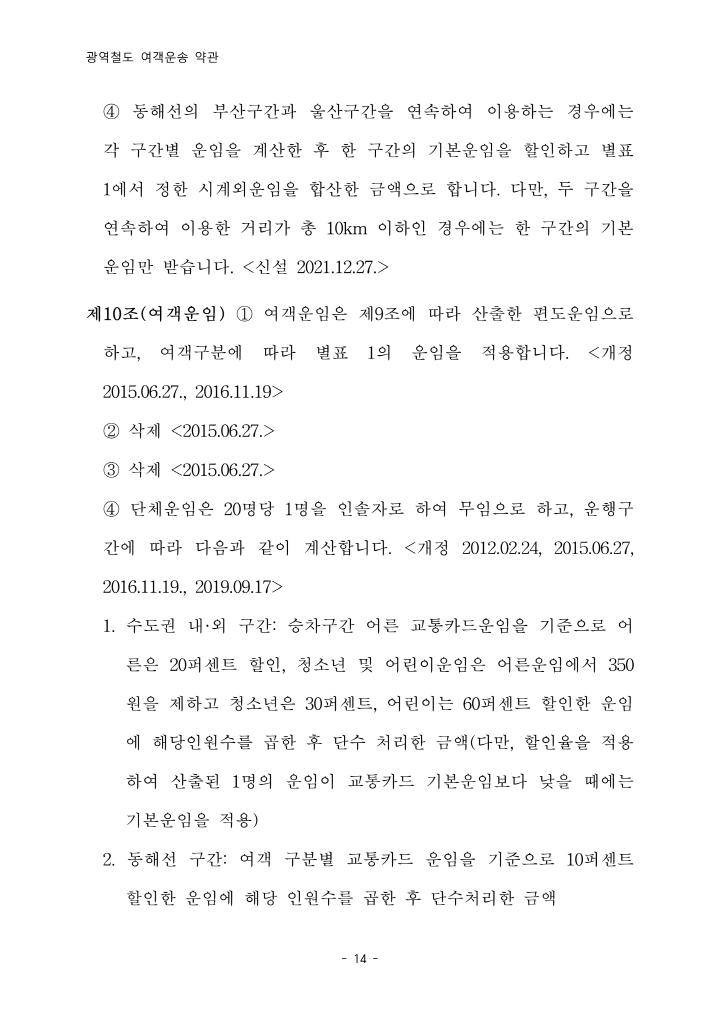 광역철도 여객운송 약관
④ 동해선의 부산구간과 울산구간을 연속하여 이용하는 경우에는
각 구간별 운임을 계산한 후 한 구간의 기본운임을 할인하고 별표
1에서 정한 시계외운임을 합산한 금액으로 합니다. 다만, 두 구간을
연속하여 이용한 거리가 총 10km 이하인 경우에는 한 구간의 기본
운임만 받습니다. <신설 2021.12.27.>
제10조(여객운임) ① 여객운임은 제9조에 따라 산출한 편도운임으로
하고, 여객구분에 따라 별표 1의 운임을 적용합니다. <개정
2015.06.27., 2016.11.19>
② 삭제 <2015.06.27.>
③ 삭제 <2015.06.27.>
④ 단체운임은 20명당 1명을 인솔자로 하여 무임으로 하고, 운행구
간에 따라 다음과 같이 계산합니다. <개정 2012.02.24, 2015.06.27,
2016.11.19., 2019.09.17>
1. 수도권 내·외 구간: 승차구간 어른 교통카드운임을 기준으로 어
른은 20퍼센트 할인, 청소년 및 어린이운임은 어른운임에서 350
원을 제하고 청소년은 30퍼센트, 어린이는 60퍼센트 할인한 운임
에 해당인원수를 곱한 후 단수 처리한 금액(다만, 할인율을 적용
하여 산출된 1명의 운임이 교통카드 기본운임보다 낮을 때에는
기본운임을 적용)
2. 동해선 구간: 여객 구분별 교통카드 운임을 기준으로 10퍼센트
할인한 운임에 해당 인원수를 곱한 후 단수처리한 금액
- 14 -